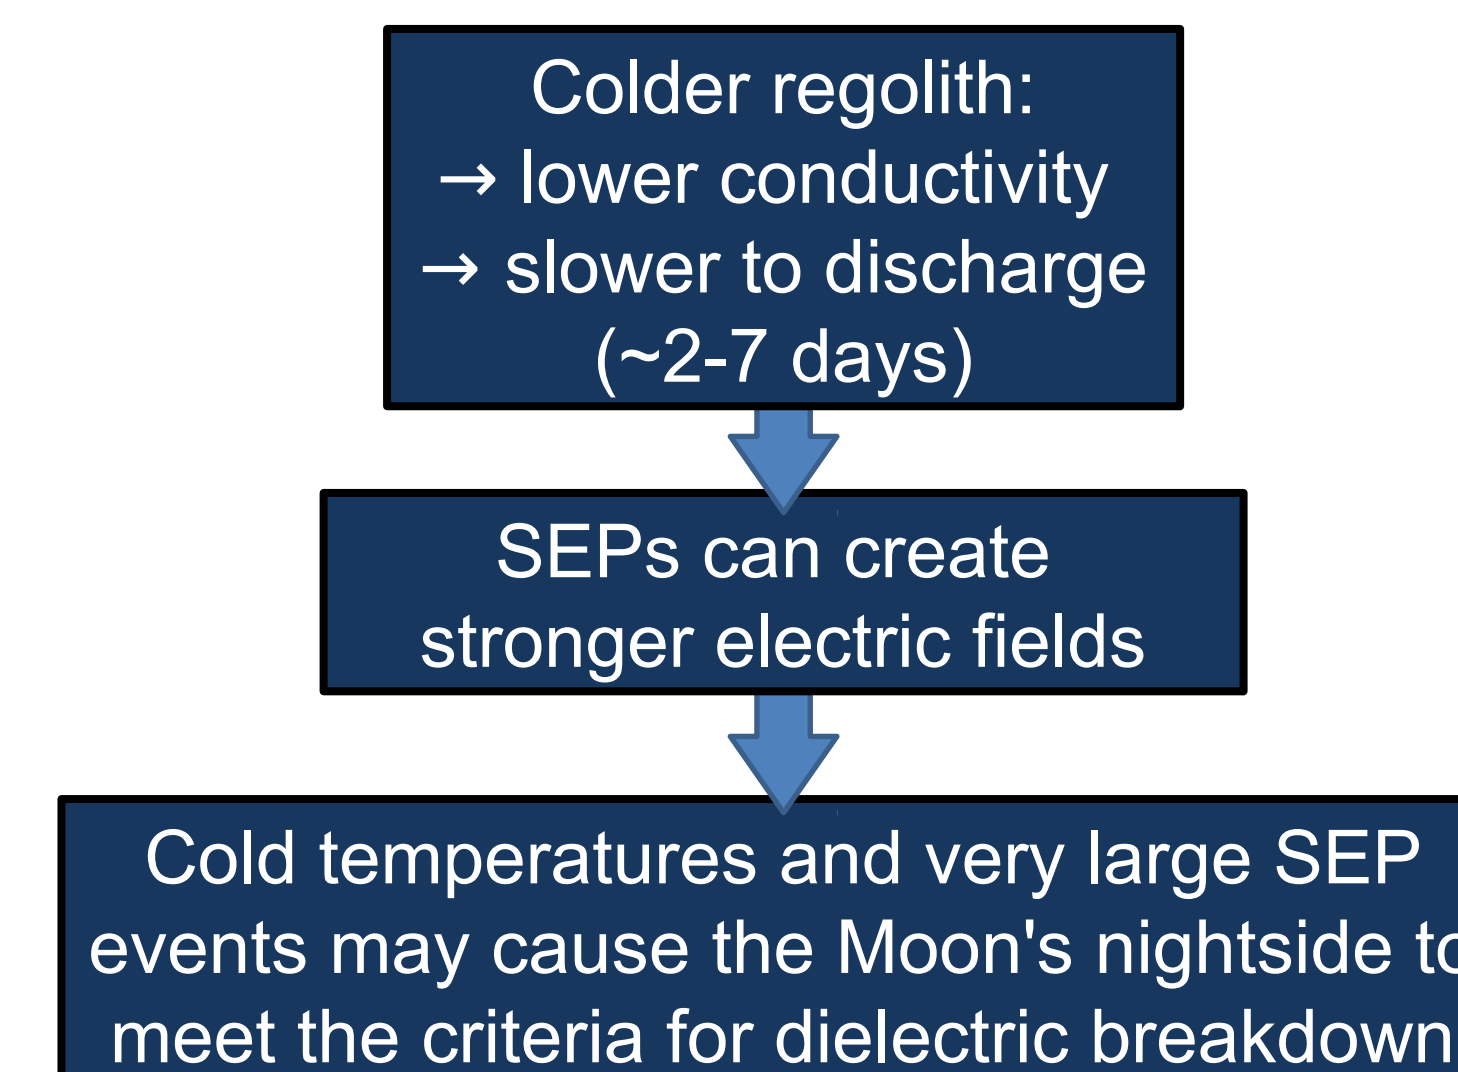 Colder regolith:
→ lower conductivity
→ slower to discharge
(~2-7 days)
SEPs can create
stronger electric fields
Cold temperatures and very large SEP
events may cause the Moon's nightside to
meet the criteria for dielectric breakdown